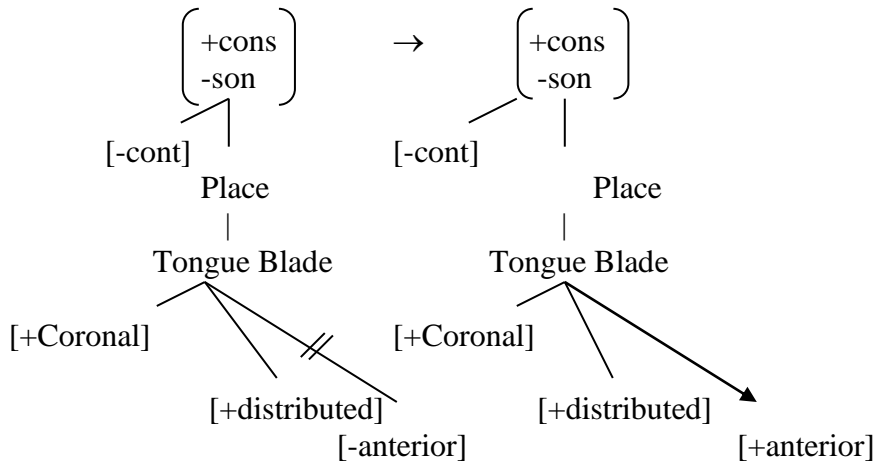 +cons → +cons
-son -son
[-cont] [-cont]
Place Place
Tongue Blade Tongue Blade
[+Coronal] [+Coronal]
[+distributed] [+distributed]
[-anterior] [+anterior]